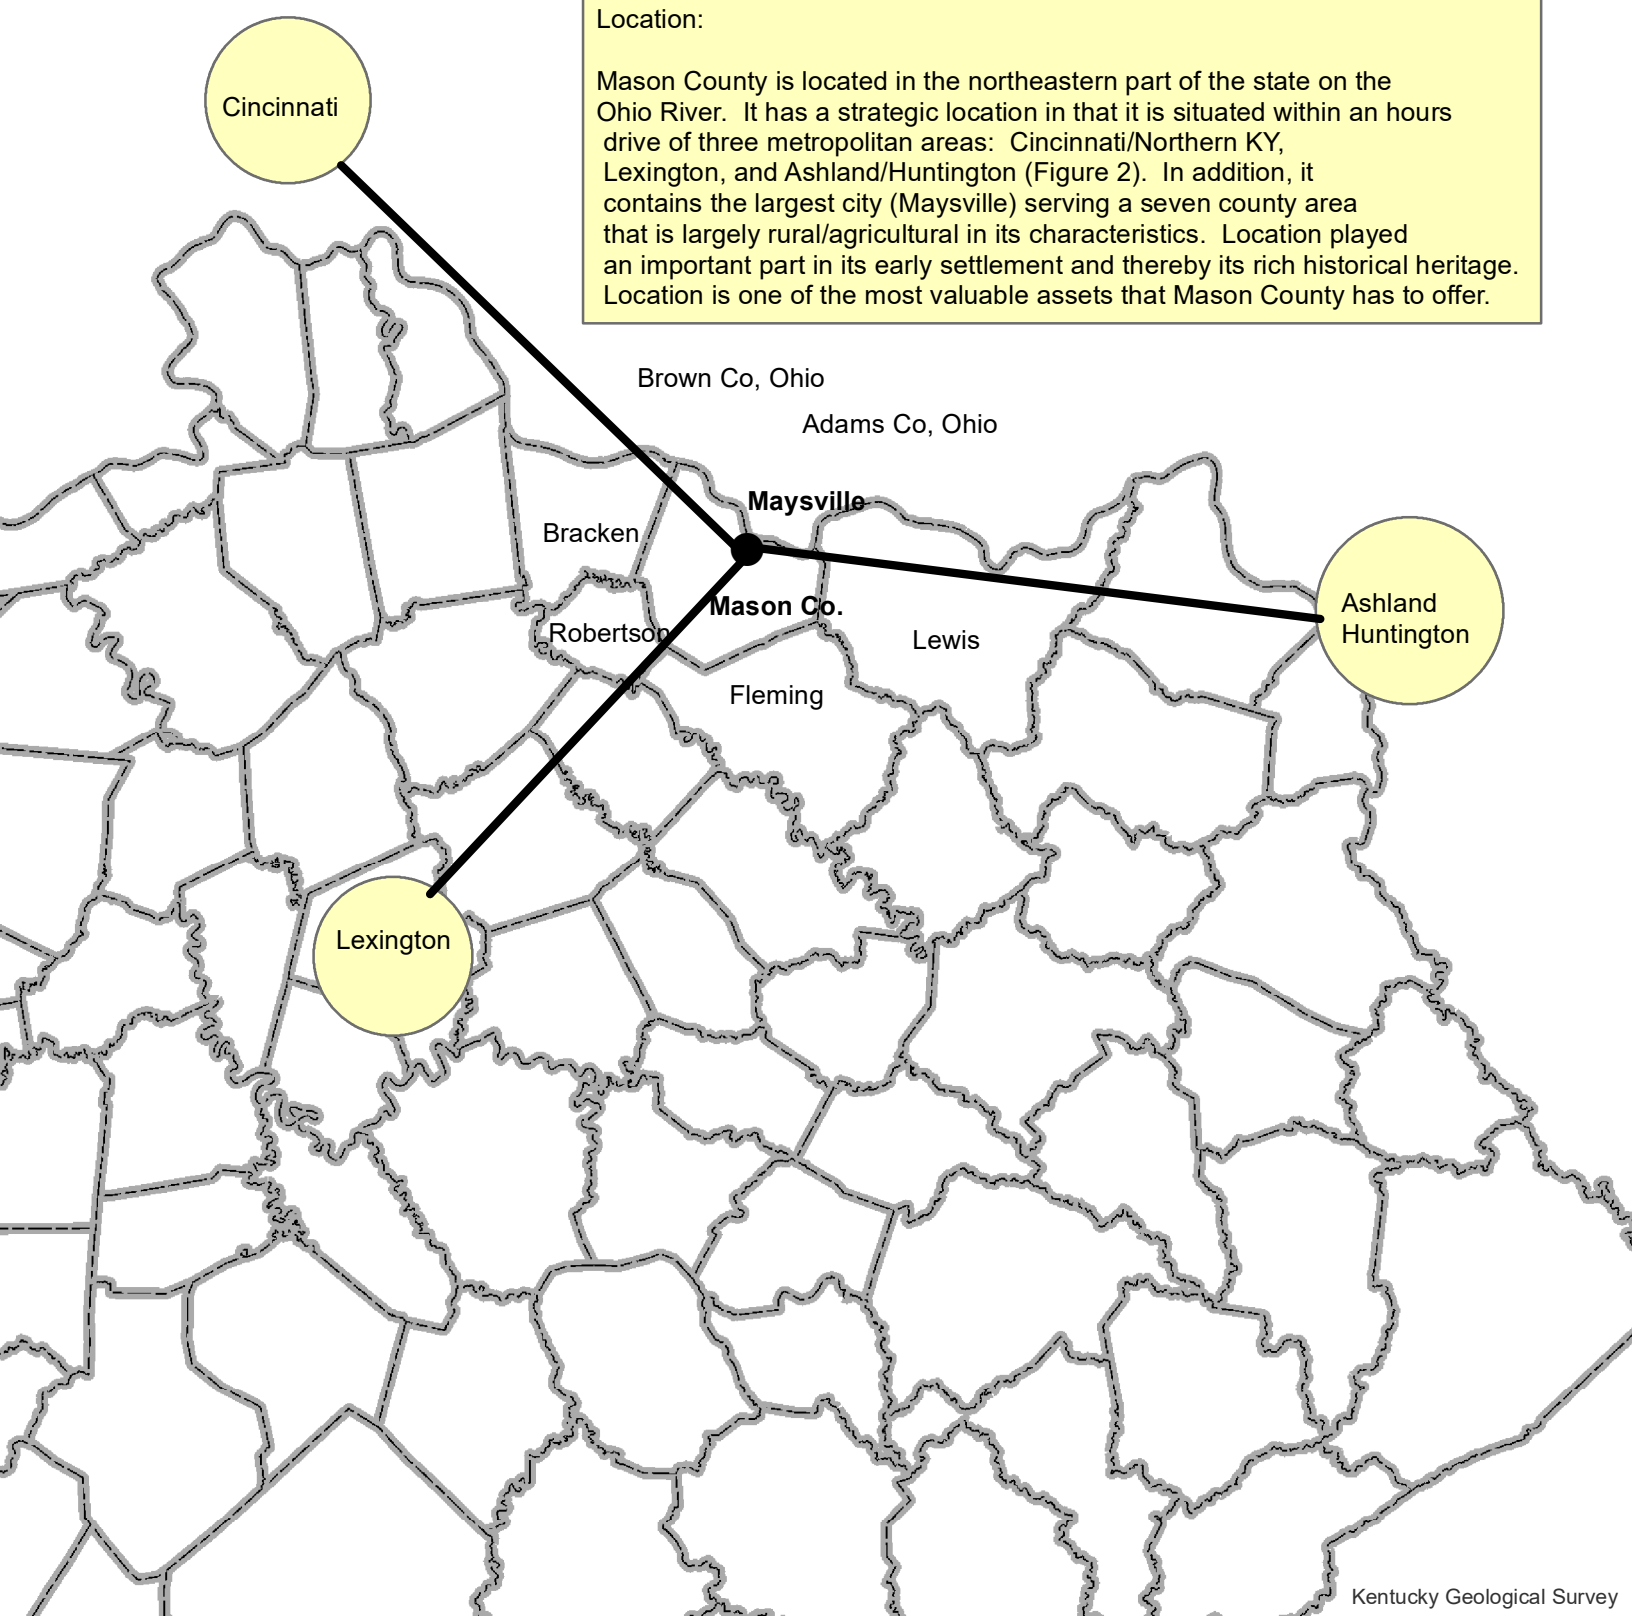 Location:
Mason County is located in the northeastern part of the state on the
Ohio River. It has a strategic location in that it is situated within an hours
drive of three metropolitan areas: Cincinnati/Northern KY,
Lexington, and Ashland/Huntington (Figure 2). In addition, it
contains the largest city (Maysville) serving a seven county area
that is largely rural/agricultural in its characteristics. Location played
an important part in its early settlement and thereby its rich historical heritage.
Location is one of the most valuable assets that Mason County has to offer.
Cincinnati
Brown Co, Ohio
Adams Co, Ohio
Maysville
Bracken
Mason Co.
Ashland
Huntington
Robertson
Lewis
Fleming
Lexington
Kentucky Geological Survey